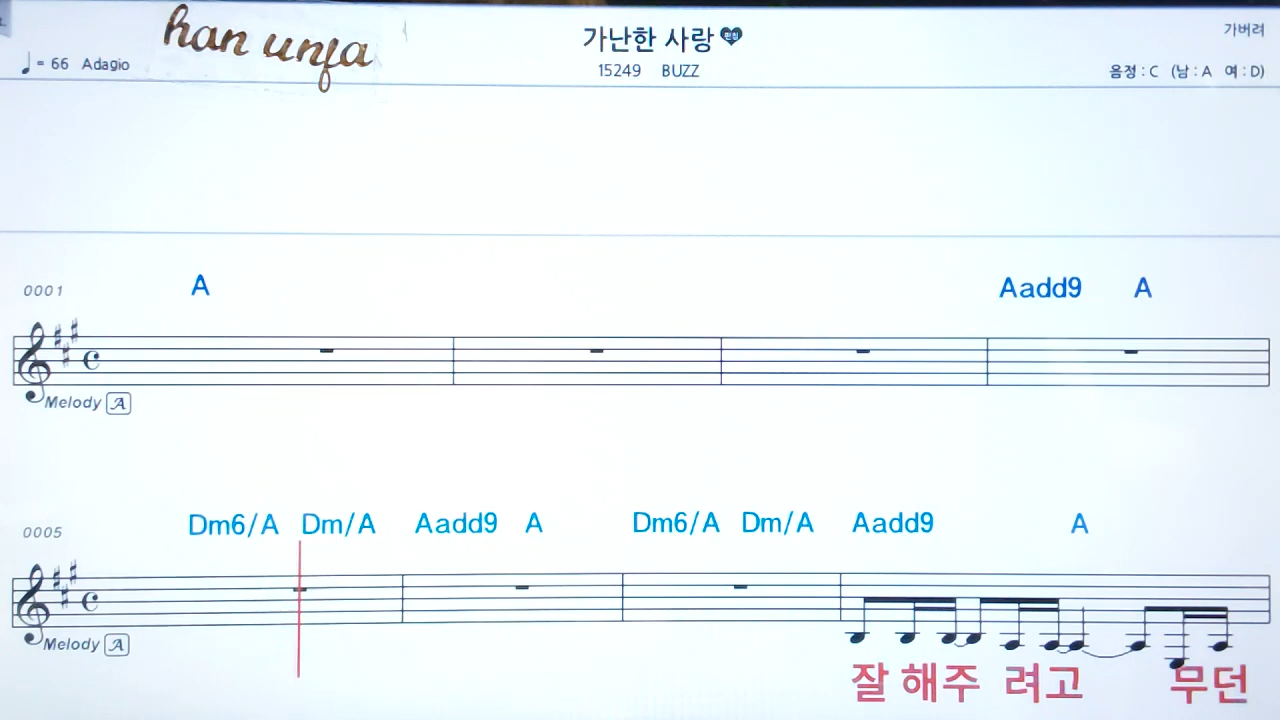 han unfa
가난한 사랑
가버려
♩= 66 Adagio
15249 BUZZ
음정 : C (남 : A 여 : D)
A Aadd9 A
0001
Melody A
Dm6/A Dm/A Aadd9 A Dm6/A Dm/A Aadd9 A
0005
Melody A
잘 해주 려고 무던